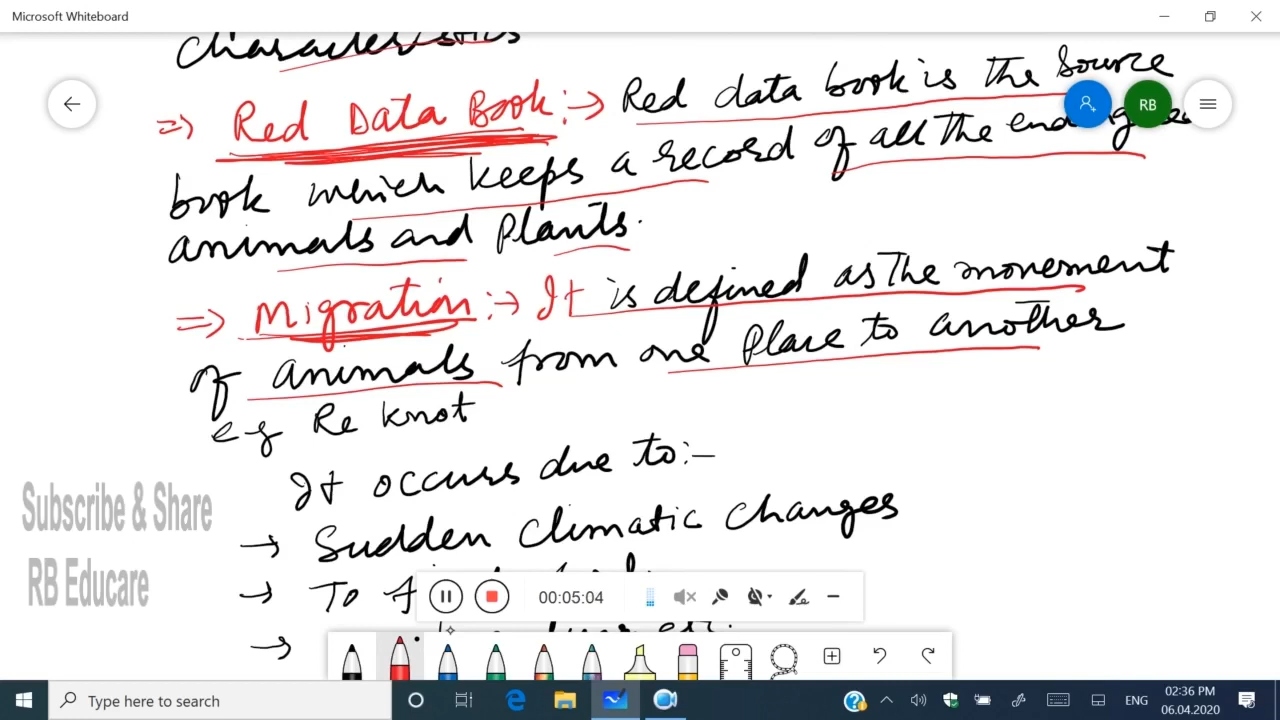 Microsoft Whiteboard
Characteristics
⇒ Red Data Book :→ Red data book is the source
RB
book which keeps a record of all the
animals and plants.
⇒ Migration :→ It is defined as the movement
of animals from one place to another
eg Re knot
It occurs due to:–
→ Sudden climatic changes
→ To
→
Subscribe & Share
RB Educare
00:05:04
Type here to search
ENG
02:36 PM
06.04.2020